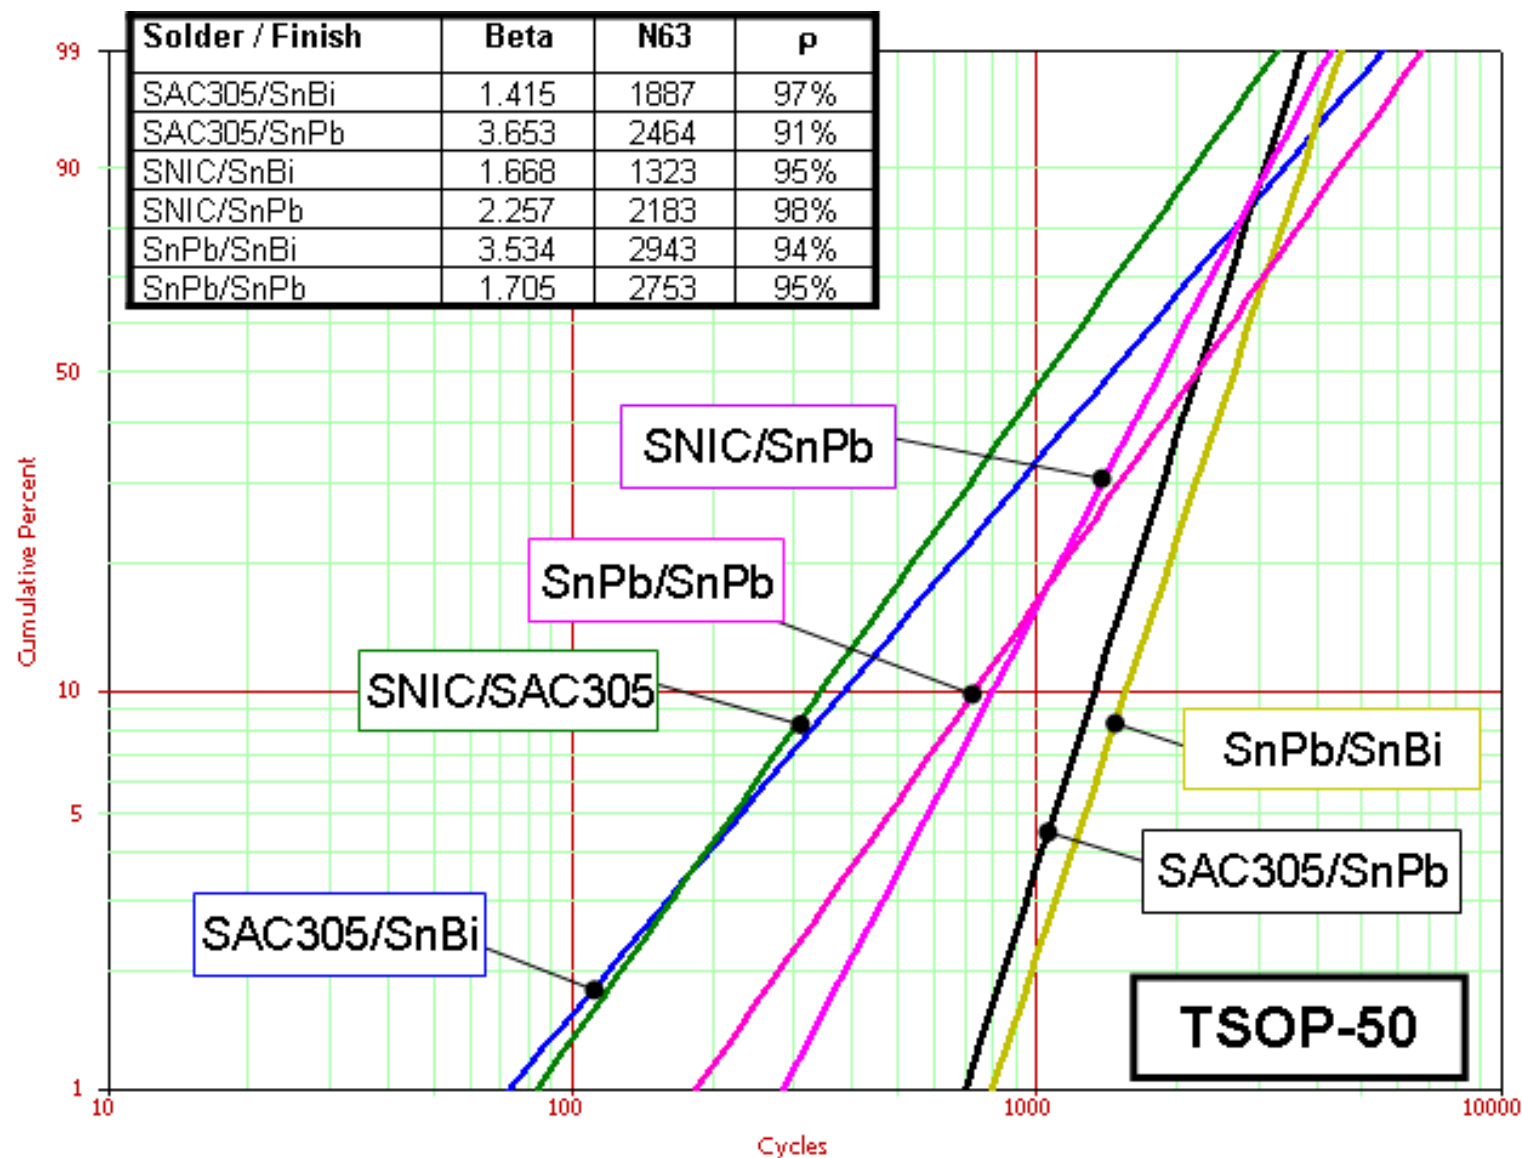 Solder / Finish Beta N63 ρ
SAC305/SnBi 1.415 1887 97%
SAC305/SnPb 3.653 2464 91%
SNIC/SnBi 1.668 1323 95%
SNIC/SnPb 2.257 2183 98%
SnPb/SnBi 3.534 2943 94%
SnPb/SnPb 1.705 2753 95%
99
90
50
10
5
1
Cumulative Percent
SNIC/SnPb
SnPb/SnPb
SNIC/SAC305
SnPb/SnBi
SAC305/SnPb
SAC305/SnBi
TSOP-50
10 100 1000 10000
Cycles